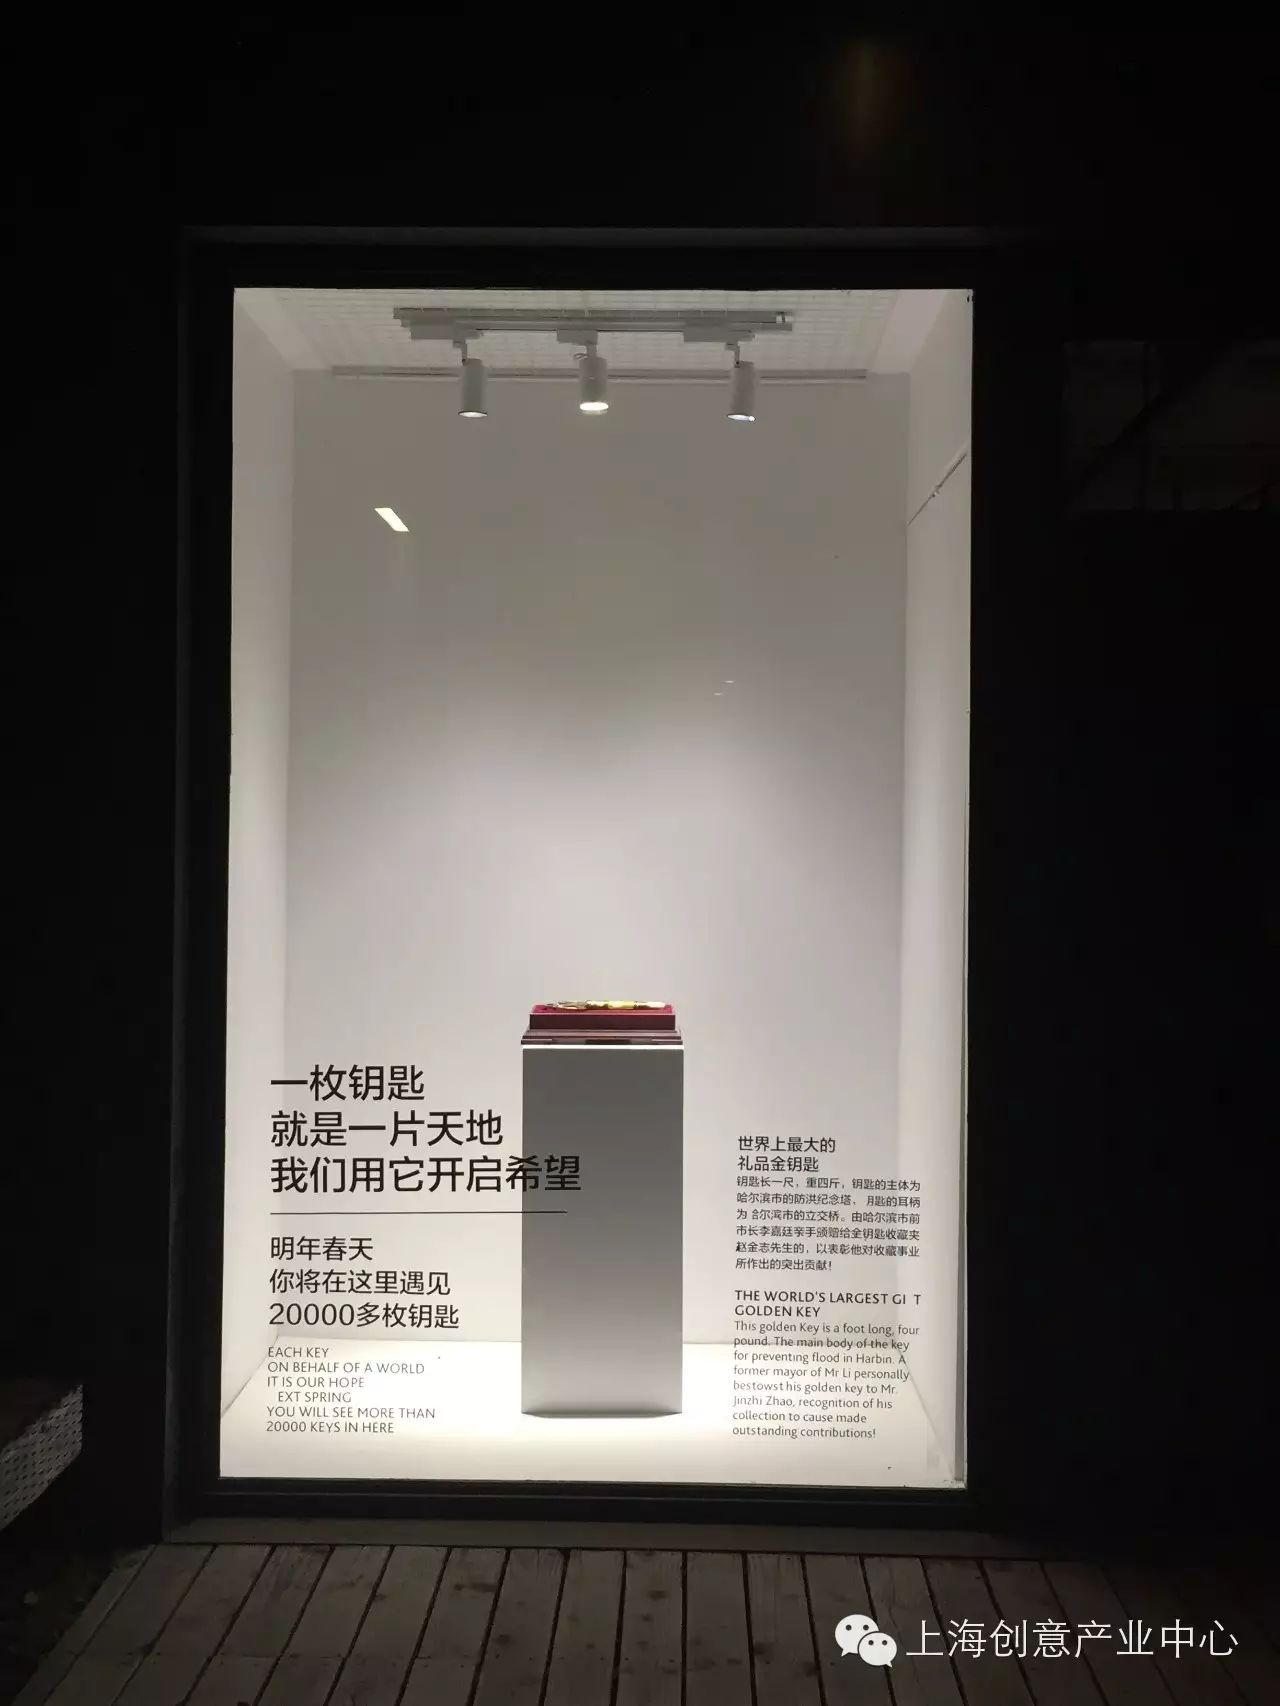 一枚钥匙
就是一片天地
我们用它开启希望
明年春天
你将在这里遇见
20000多枚钥匙
EACH KEY
ON BEHALF OF A WORLD
IT IS OUR HOPE
EXT SPRING
YOU WILL SEE MORE THAN
20000 KEYS IN HERE
世界上最大的
礼品金钥匙
钥匙长一尺，重四斤，钥匙的主体为
哈尔滨市的防洪纪念塔，月匙的耳柄
为合尔滨市的立交桥。由哈尔滨市前
市长李嘉廷亲手颁赠给全钥匙收藏夹
赵金志先生的，以表彰他对收藏事业
所作出的突出贡献！
THE WORLD'S LARGEST GI T
GOLDEN KEY
This golden Key is a foot long, four
pound. The main body of the key
for preventing flood in Harbin. A
former mayor of Mr Li personally
bestowst his golden key to Mr.
Jinzhi Zhao, recognition of his
collection to cause made
outstanding contributions!
上海创意产业中心